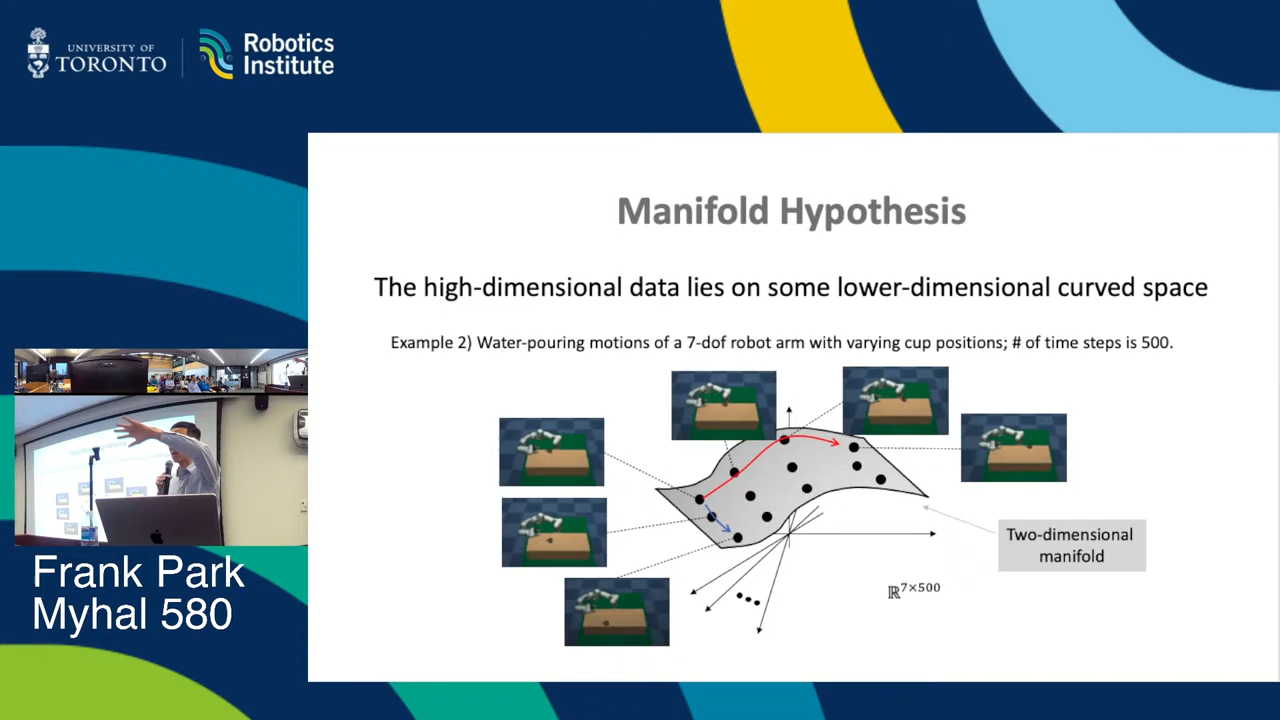 UNIVERSITY OF
TORONTO
Robotics
Institute
Manifold Hypothesis
The high-dimensional data lies on some lower-dimensional curved space
Example 2) Water-pouring motions of a 7-dof robot arm with varying cup positions; # of time steps is 500.
Two-dimensional
manifold
ℝ⁷ˣ⁵⁰⁰
Frank Park
Myhal 580